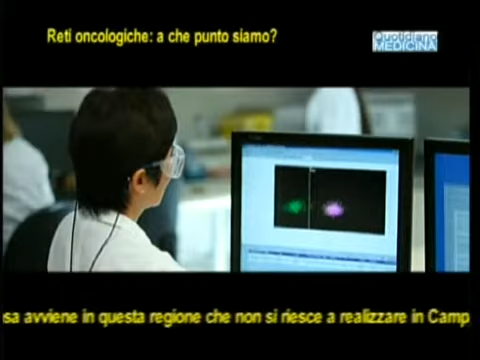 Reti oncologiche: a che punto siamo?
Quotidiano
MEDICINA
sa avviene in questa regione che non si riesce a realizzare in Camp